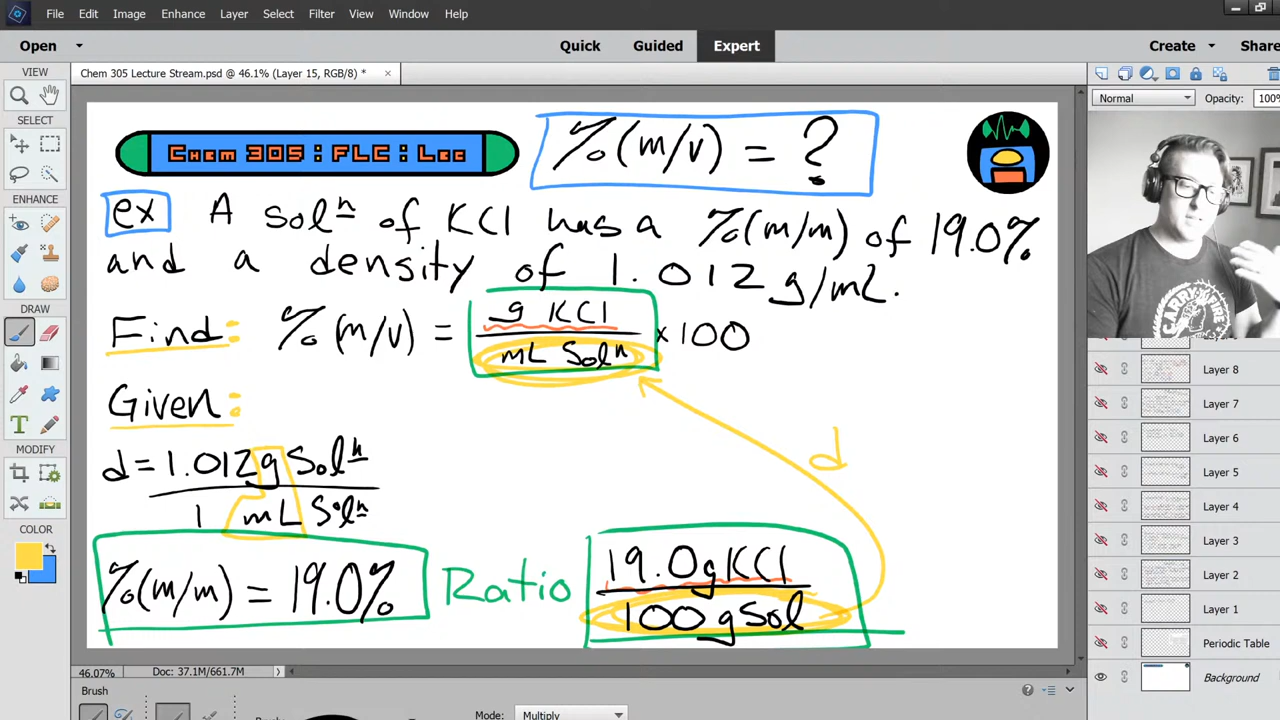 File Edit Image Enhance Layer Select Filter View Window Help
Open Quick Guided Expert Create Share
VIEW Chem 305 Lecture Stream.psd @ 46.1% (Layer 15, RGB/8) * × Normal Opacity: 100%
SELECT
ENHANCE
DRAW
MODIFY
COLOR
Chem 305 : FLC : Lec
%(m/v) = ?
ex A solⁿ of KCl has a %(m/m) of 19.0%
and a density of 1.012 g/mL.
Find: %(m/v) = g KCl / mL Solⁿ × 100
Given:
d
d = 1.012 g Solⁿ / 1 mL Solⁿ
%(m/m) = 19.0% Ratio 19.0 g KCl / 100 g Sol
Layer 8
Layer 7
Layer 6
Layer 5
Layer 4
Layer 3
Layer 2
Layer 1
Periodic Table
Background
46.07% Doc: 37.1M/661.7M
Brush
Mode: Multiply